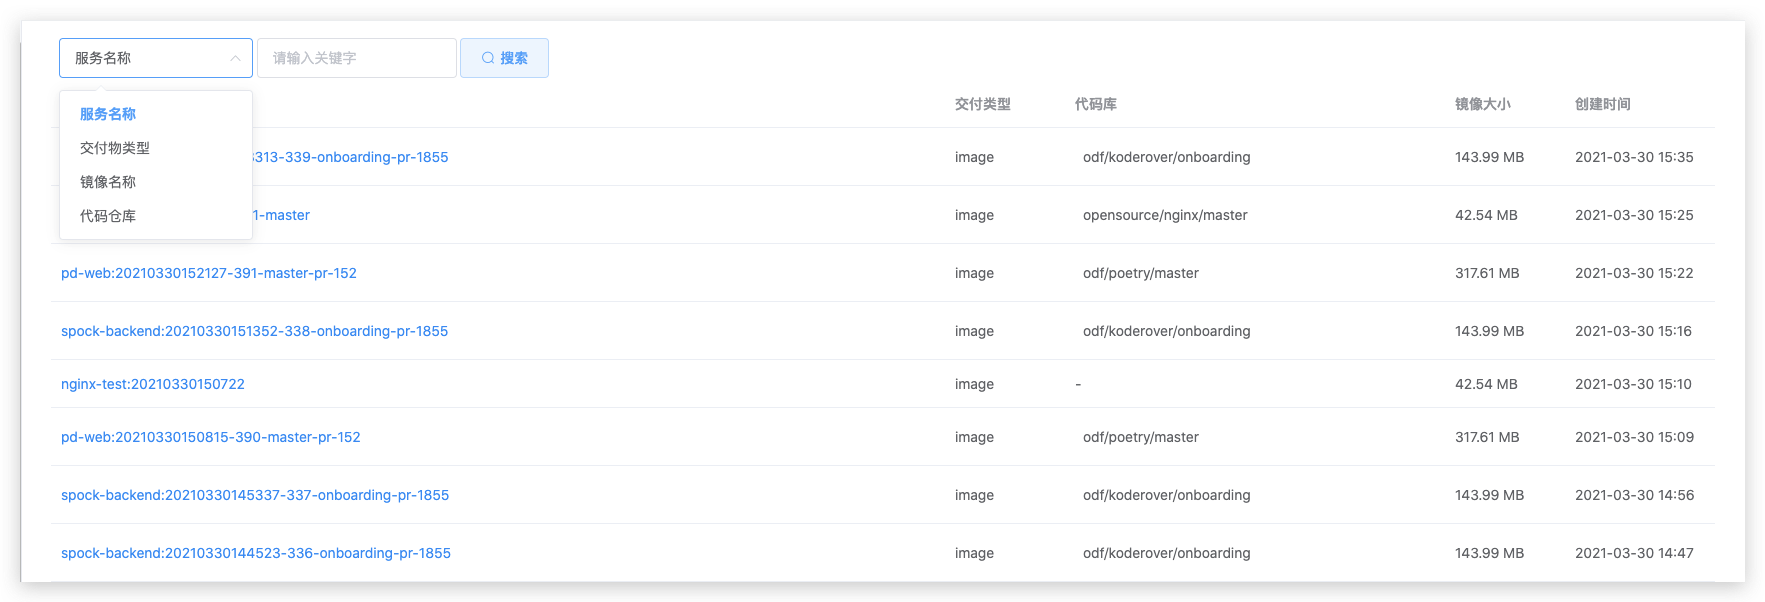 服务名称 请输入关键字 搜索
服务名称
交付物类型
镜像名称
代码仓库
交付类型 代码库 镜像大小 创建时间
313-339-onboarding-pr-1855 image odf/koderover/onboarding 143.99 MB 2021-03-30 15:35
1-master image opensource/nginx/master 42.54 MB 2021-03-30 15:25
pd-web:20210330152127-391-master-pr-152 image odf/poetry/master 317.61 MB 2021-03-30 15:22
spock-backend:20210330151352-338-onboarding-pr-1855 image odf/koderover/onboarding 143.99 MB 2021-03-30 15:16
nginx-test:20210330150722 image - 42.54 MB 2021-03-30 15:10
pd-web:20210330150815-390-master-pr-152 image odf/poetry/master 317.61 MB 2021-03-30 15:09
spock-backend:20210330145337-337-onboarding-pr-1855 image odf/koderover/onboarding 143.99 MB 2021-03-30 14:56
spock-backend:20210330144523-336-onboarding-pr-1855 image odf/koderover/onboarding 143.99 MB 2021-03-30 14:47